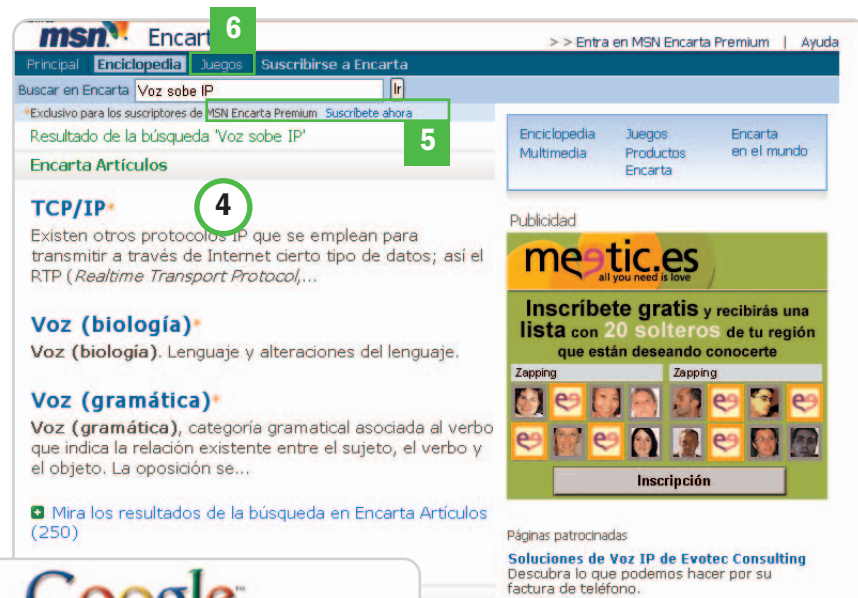 msn Encart
6
> > Entra en MSN Encarta Premium | Ayuda
Principal Enciclopedia Juegos Suscribirse a Encarta
Buscar en Encarta Voz sobe IP Ir
*Exclusivo para los suscriptores de MSN Encarta Premium Suscríbete ahora
5
Resultado de la búsqueda 'Voz sobe IP'
Encarta Artículos
4
TCP/IP*
Existen otros protocolos IP que se emplean para
transmitir a través de Internet cierto tipo de datos; así el
RTP (Realtime Transport Protocol,...
Voz (biología)*
Voz (biología). Lenguaje y alteraciones del lenguaje.
Voz (gramática)*
Voz (gramática), categoría gramatical asociada al verbo
que indica la relación existente entre el sujeto, el verbo y
el objeto. La oposición se...
Mira los resultados de la búsqueda en Encarta Artículos
(250)
Google™
Enciclopedia Juegos Encarta
Multimedia Productos en el mundo
Encarta
Publicidad
meetic.es
all you need is love
Inscríbete gratis y recibirás una
lista con 20 solteros de tu región
que están deseando conocerte
Zapping Zapping
Inscripción
Páginas patrocinadas
Soluciones de Voz IP de Evotec Consulting
Descubra lo que podemos hacer por su
factura de teléfono.